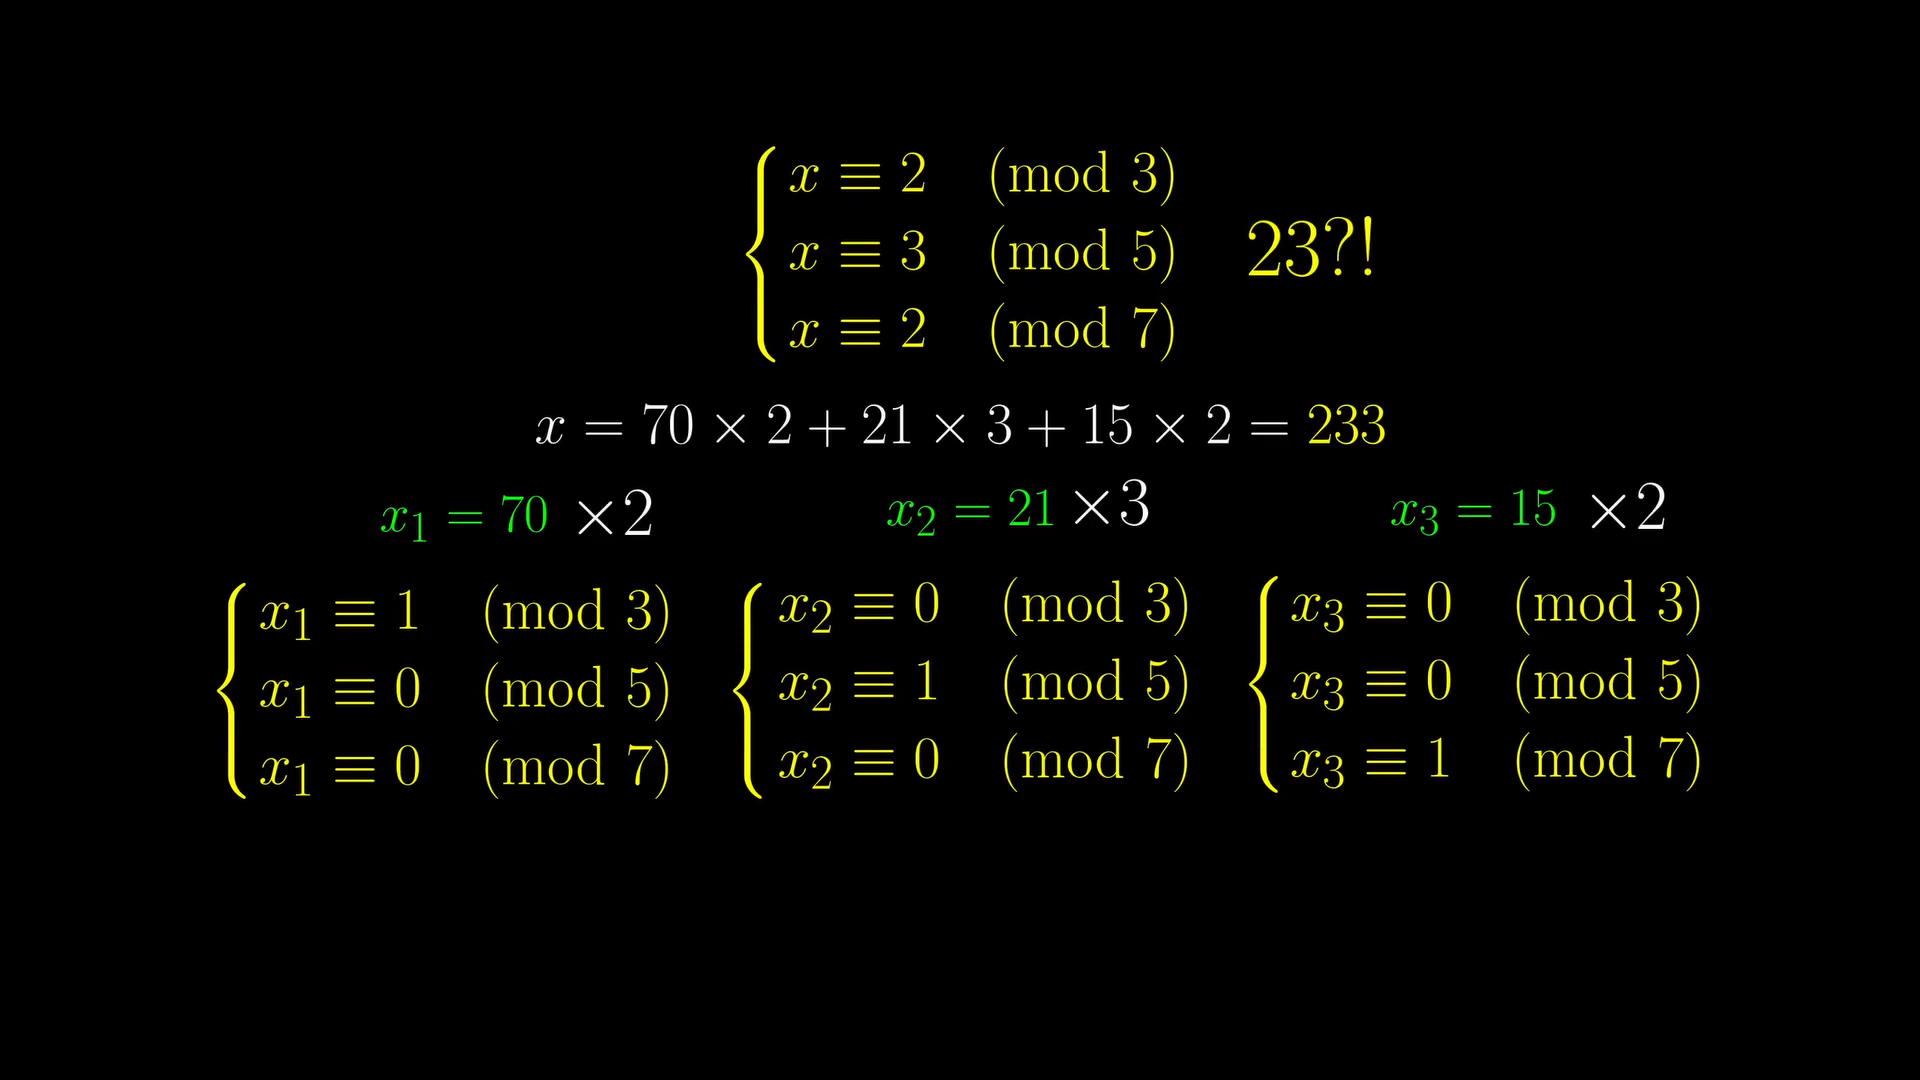 x ≡ 2 (mod 3)
x ≡ 3 (mod 5) 23?!
x ≡ 2 (mod 7)
x = 70 × 2 + 21 × 3 + 15 × 2 = 233
x₁ = 70 ×2 x₂ = 21 ×3 x₃ = 15 ×2
x₁ ≡ 1 (mod 3) x₂ ≡ 0 (mod 3) x₃ ≡ 0 (mod 3)
x₁ ≡ 0 (mod 5) x₂ ≡ 1 (mod 5) x₃ ≡ 0 (mod 5)
x₁ ≡ 0 (mod 7) x₂ ≡ 0 (mod 7) x₃ ≡ 1 (mod 7)